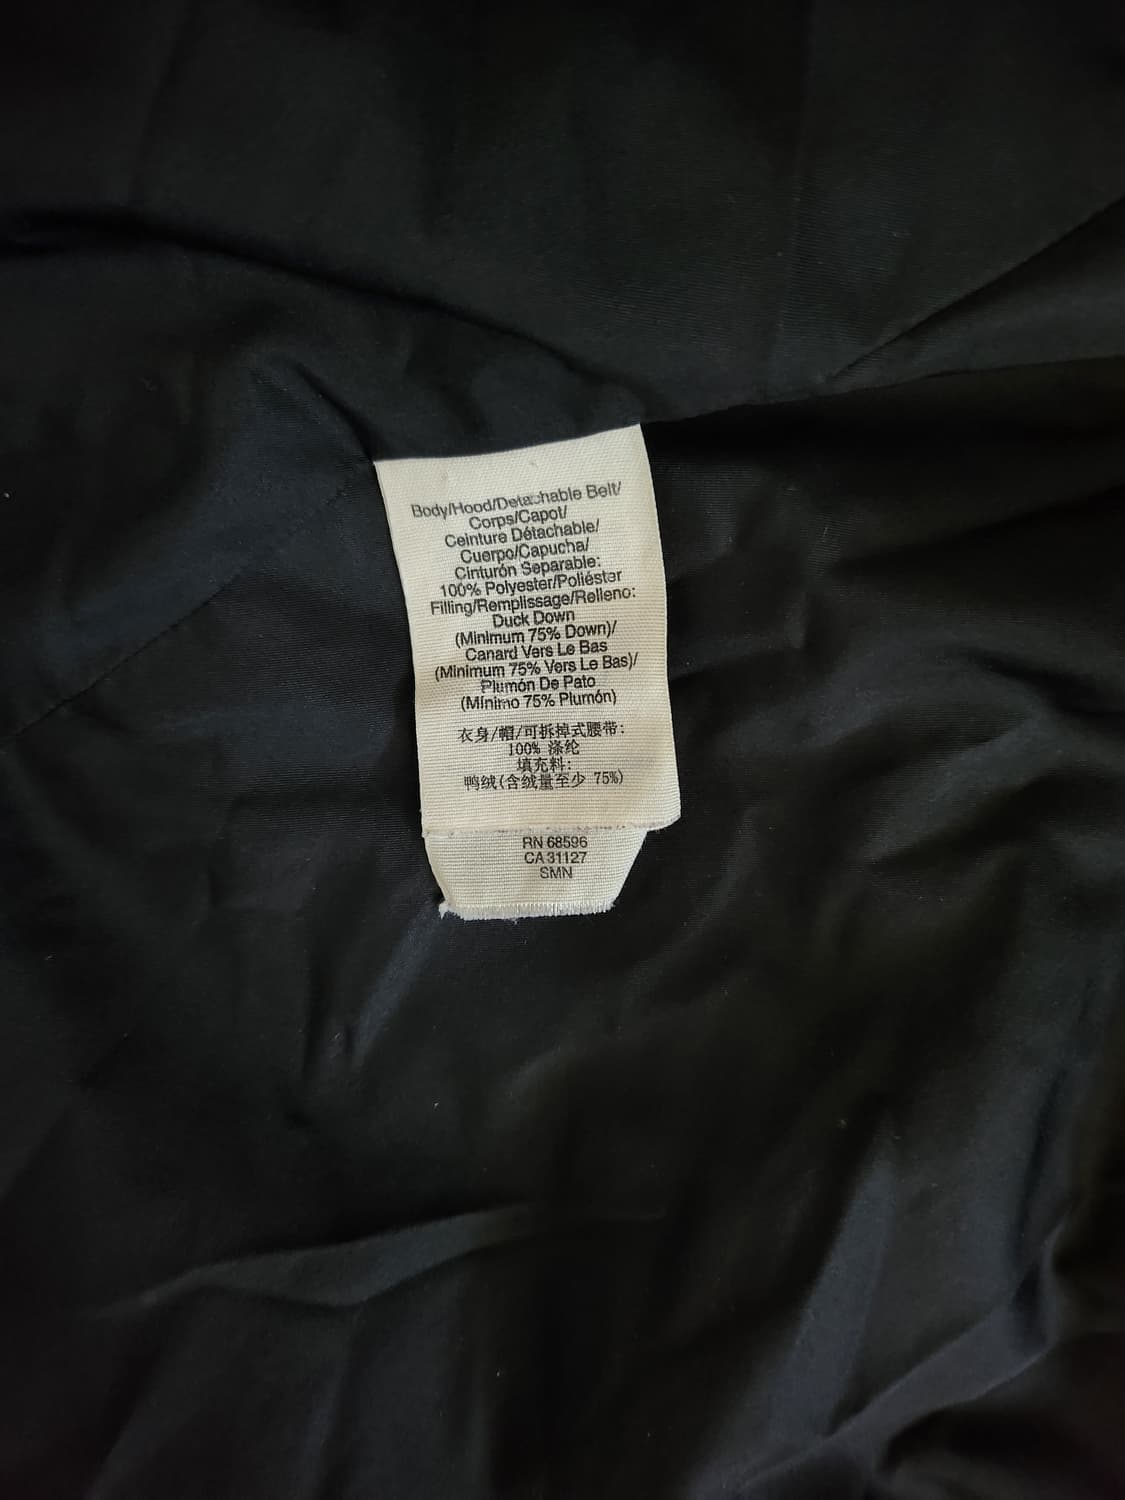 Body/Hood/Detachable Belt/
Corps/Capot/
Ceinture Détachable/
Cuerpo/Capucha/
Cinturón Separable:
100% Polyester/Poliéster
Filling/Remplissage/Relleno:
Duck Down
(Minimum 75% Down)/
Canard Vers Le Bas
(Minimum 75% Vers Le Bas)/
Plumón De Pato
(Mínimo 75% Plumón)
衣身/帽/可拆掉式腰带:
100% 涤纶
填充料:
鸭绒(含绒量至少 75%)
RN 68596
CA 31127
SMN